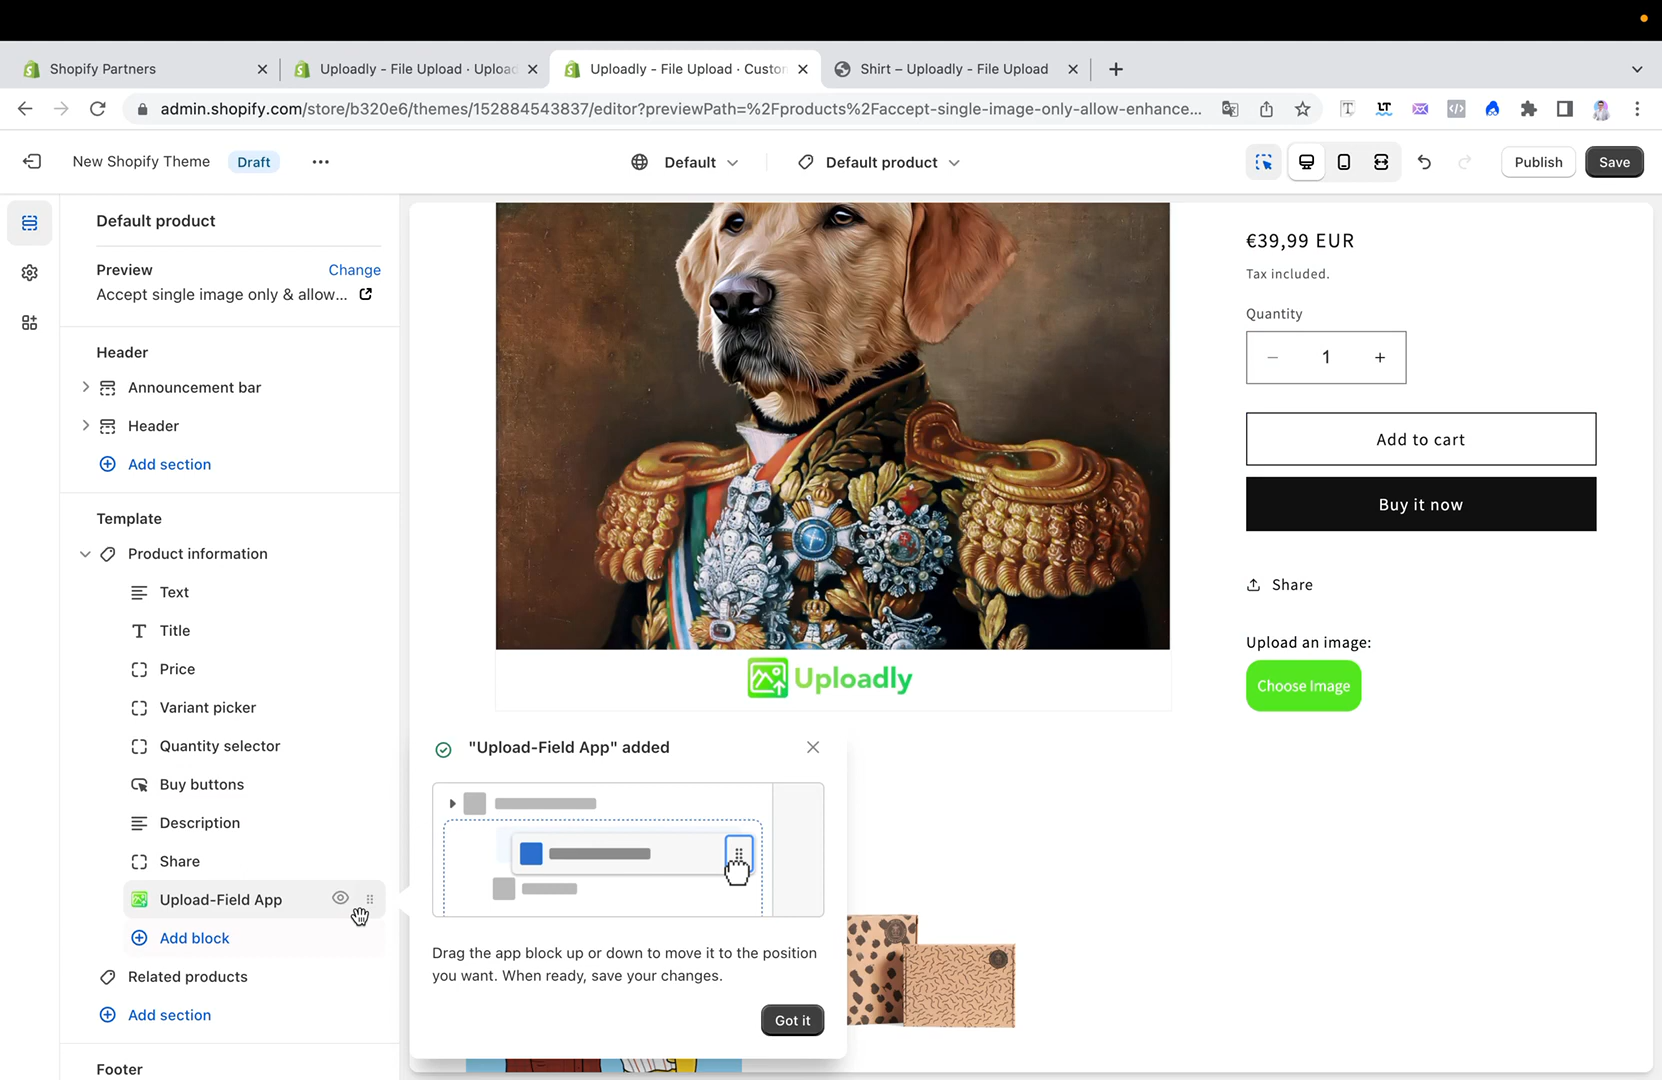 Shopify Partners
Uploadly - File Upload · Upload
Uploadly - File Upload · Custon
Shirt – Uploadly - File Upload
admin.shopify.com/store/b320e6/themes/152884543837/editor?previewPath=%2Fproducts%2Faccept-single-image-only-allow-enhance...
LT
New Shopify Theme
Draft
Default
Default product
Publish
Save
Default product
Preview
Change
Accept single image only & allow...
Header
Announcement bar
Header
Add section
Template
Product information
Text
Title
Price
Variant picker
Quantity selector
Buy buttons
Description
Share
Upload-Field App
Add block
Related products
Add section
Footer
€39,99 EUR
Tax included.
Quantity
1
Add to cart
Buy it now
Share
Upload an image:
Choose Image
Uploadly
"Upload-Field App" added
Drag the app block up or down to move it to the position
you want. When ready, save your changes.
Got it